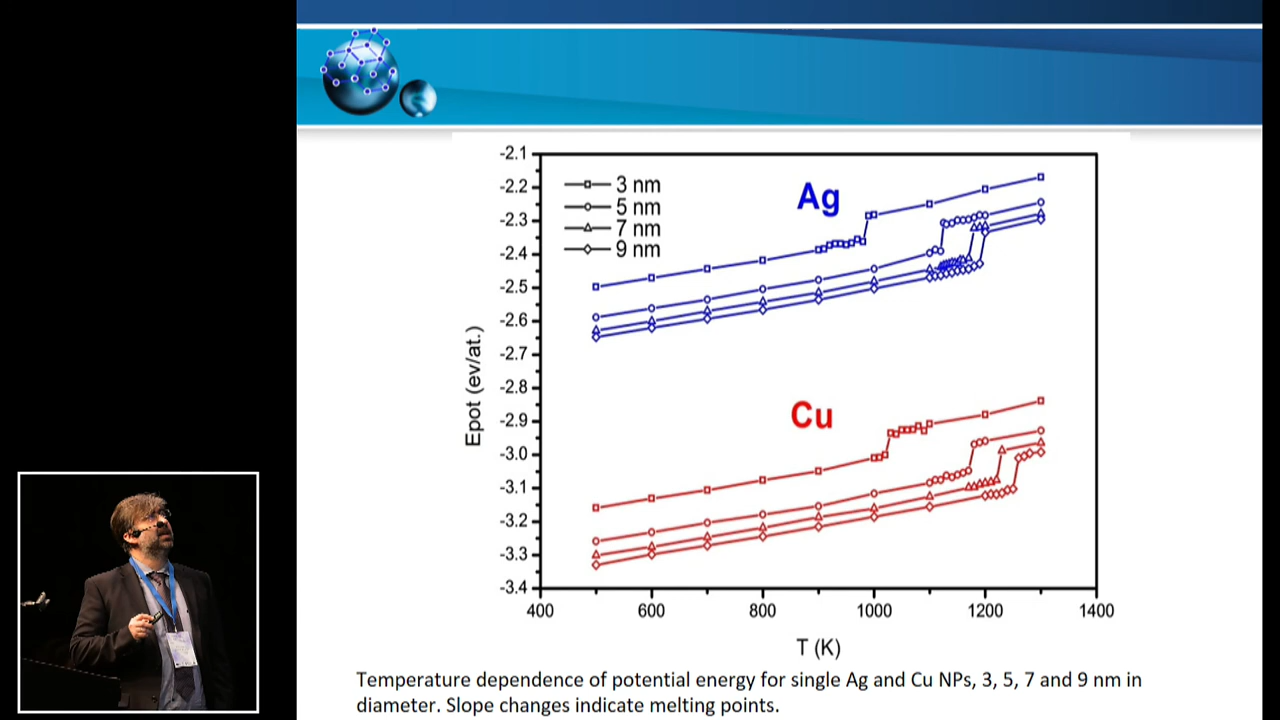 -2.1
-2.2
-2.3
-2.4
-2.5
-2.6
-2.7
-2.8
-2.9
-3.0
-3.1
-3.2
-3.3
-3.4
3 nm
5 nm
7 nm
9 nm
Ag
Cu
Epot (ev/at.)
400 600 800 1000 1200 1400
T (K)
Temperature dependence of potential energy for single Ag and Cu NPs, 3, 5, 7 and 9 nm in
diameter. Slope changes indicate melting points.